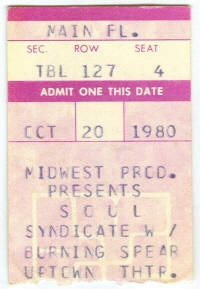 MAIN FL.
SEC. ROW SEAT
TBL 127 4
ADMIT ONE THIS DATE
OCT 20 1980
MIDWEST PROD.
PRESENTS
SOUL
SYNDICATE W/
BURNING SPEAR
UPTOWN THTR.